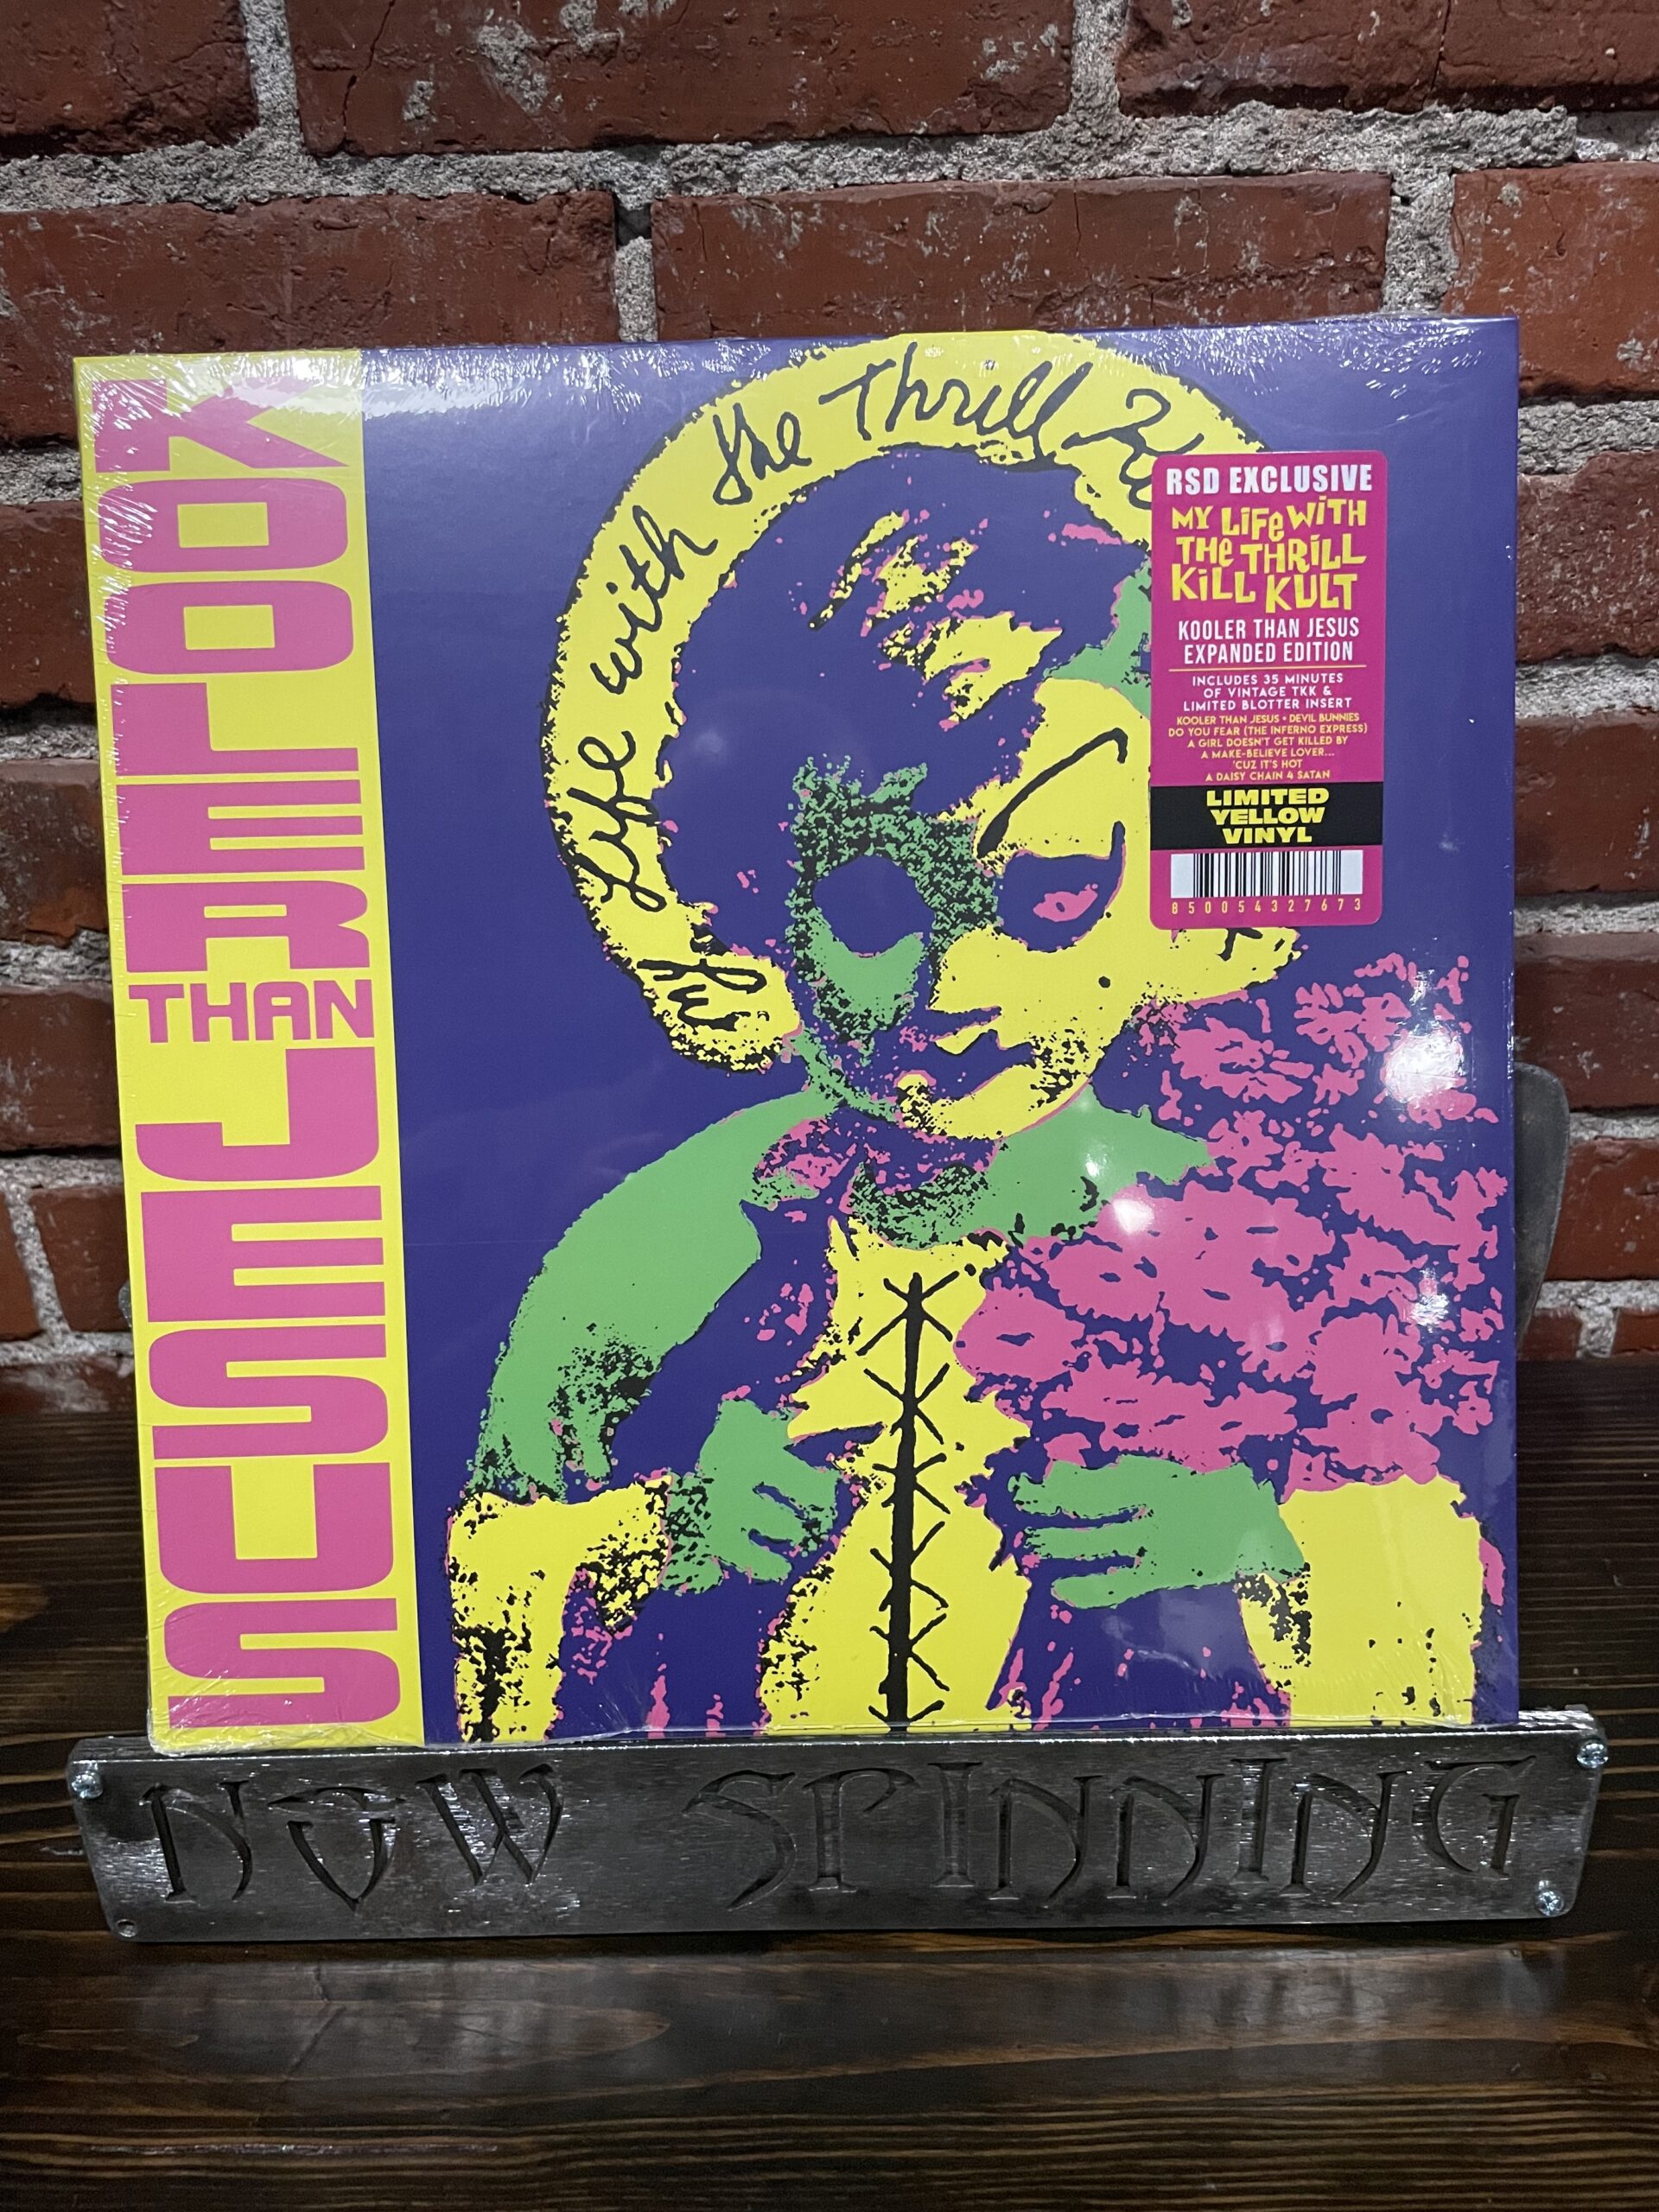 KOOLER
THAN
JESUS
My Life with the Thrill
RSD EXCLUSIVE
MY LiFe WiTH
THe THRiLL
KiLL KULT
KOOLER THAN JESUS
EXPANDED EDITION
INCLUDES 35 MINUTES
OF VINTAGE TKK &
LIMITED BLOTTER INSERT
KOOLER THAN JESUS • DEVIL BUNNIES
DO YOU FEAR (THE INFERNO EXPRESS)
A GIRL DOESN'T GET KILLED BY
A MAKE-BELIEVE LOVER...
'CUZ IT'S HOT
A DAISY CHAIN 4 SATAN
LIMITED
YELLOW
VINYL
850054327673
NOW SPINNING